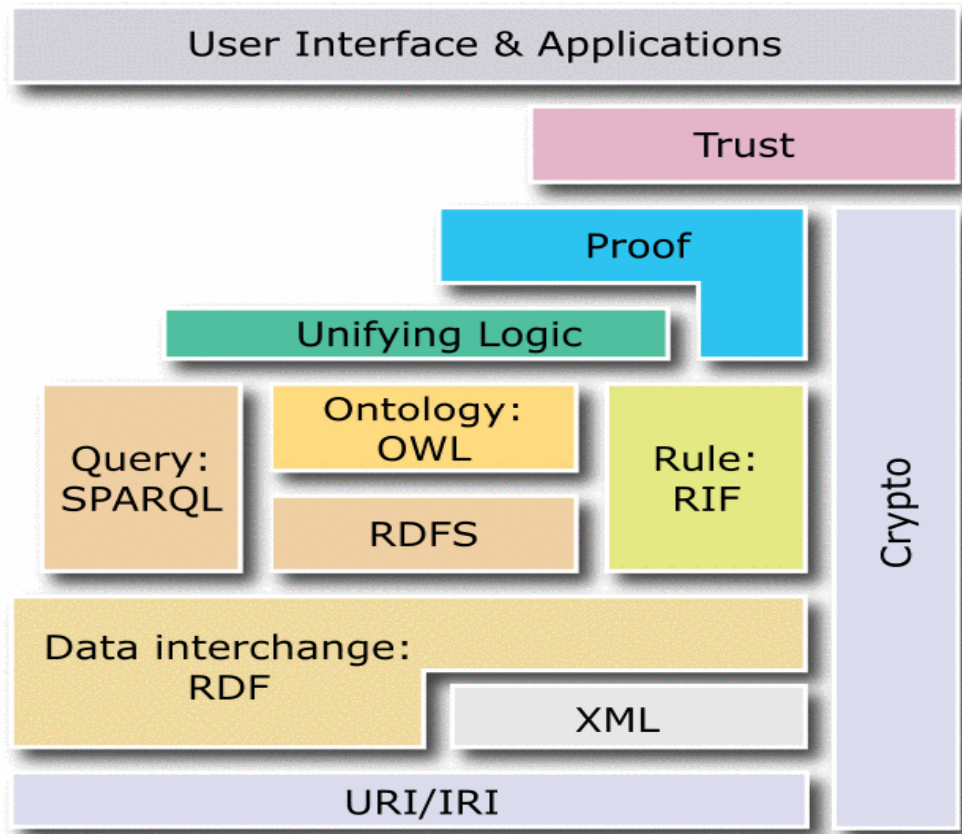 User Interface & Applications
Trust
Proof
Unifying Logic
Query:
SPARQL
Ontology:
OWL
RDFS
Rule:
RIF
Crypto
Data interchange:
RDF
XML
URI/IRI